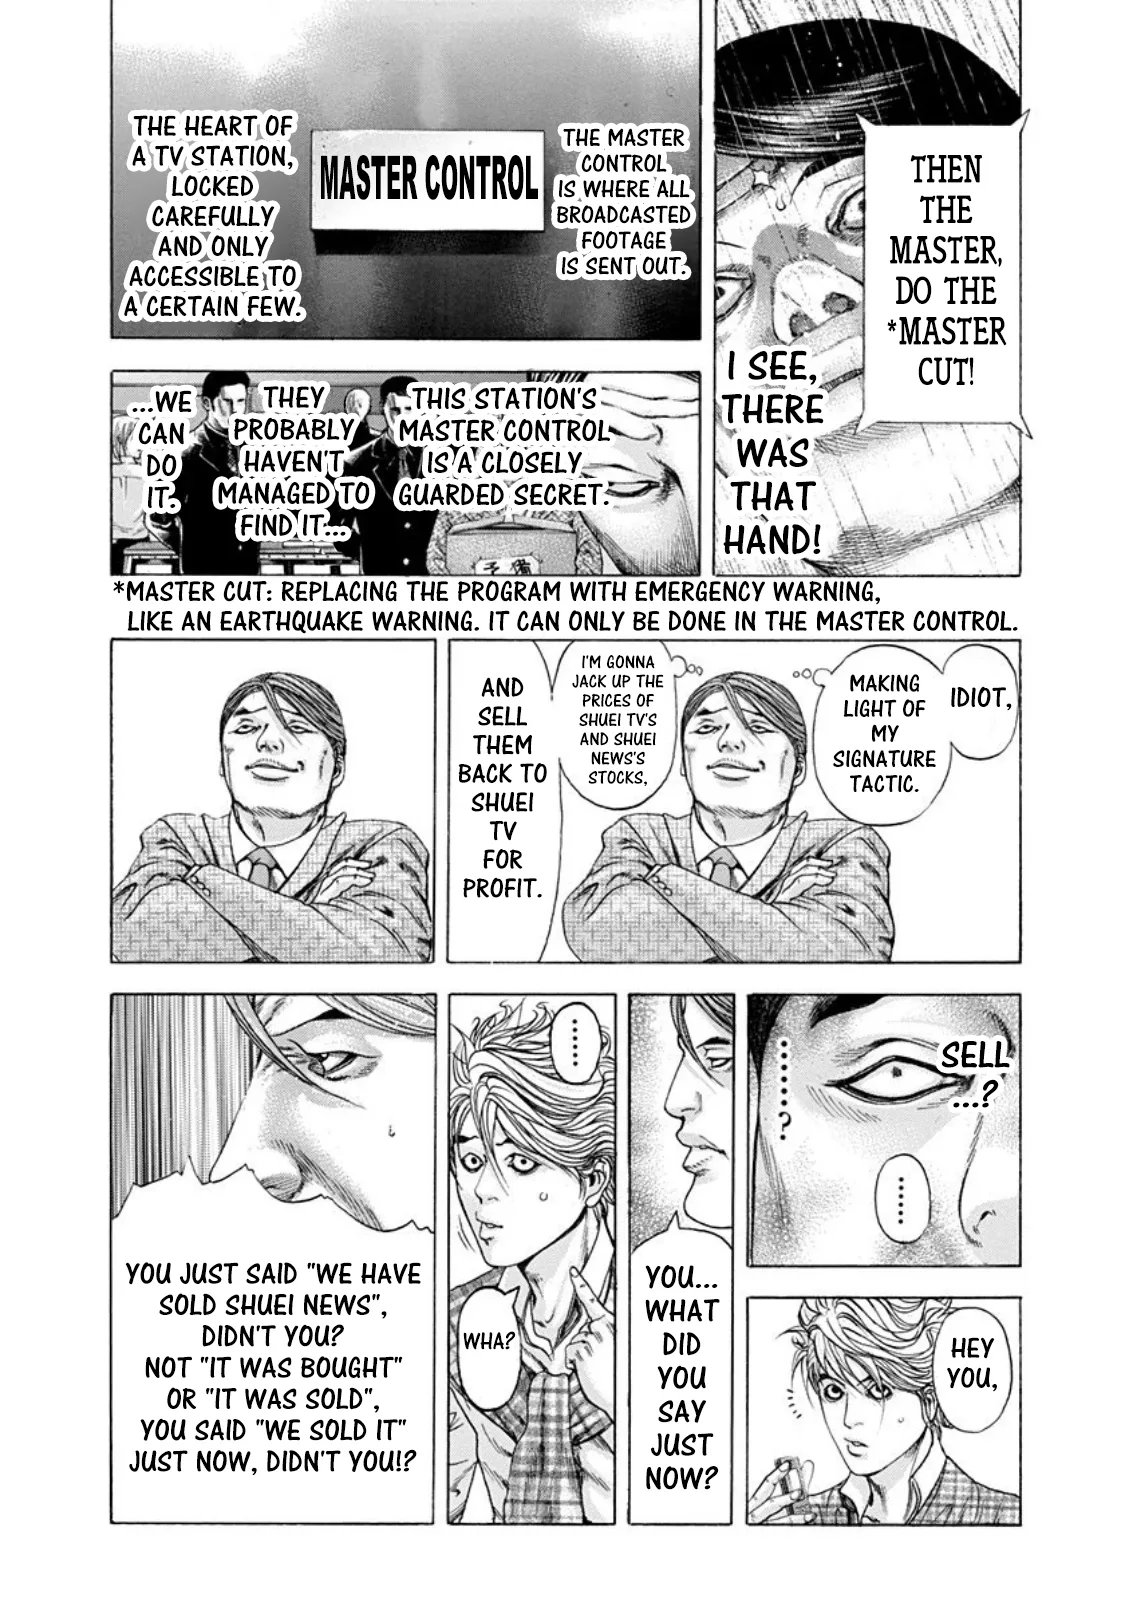 THEN
THE
MASTER,
DO THE
*MASTER
CUT!
I SEE,
THERE
WAS
THAT
HAND!
MASTER CONTROL
THE MASTER
CONTROL
IS WHERE ALL
BROADCASTED
FOOTAGE
IS SENT OUT.
THE HEART OF
A TV STATION,
LOCKED
CAREFULLY
AND ONLY
ACCESSIBLE TO
A CERTAIN FEW.
THIS STATION'S
MASTER CONTROL
IS A CLOSELY
GUARDED SECRET.
THEY
PROBABLY
HAVEN'T
MANAGED TO
FIND IT...
...WE
CAN
DO
IT.
予備
*MASTER CUT: REPLACING THE PROGRAM WITH EMERGENCY WARNING,
LIKE AN EARTHQUAKE WARNING. IT CAN ONLY BE DONE IN THE MASTER CONTROL.
IDIOT,
MAKING
LIGHT OF
MY
SIGNATURE
TACTIC.
I'M GONNA
JACK UP THE
PRICES OF
SHUEI TV'S
AND SHUEI
NEWS'S
STOCKS,
AND
SELL
THEM
BACK TO
SHUEI
TV
FOR
PROFIT.
SELL
...?
........?
......
HEY
YOU,
YOU...
WHAT
DID
YOU
SAY
JUST
NOW?
......
WHA?
YOU JUST SAID "WE HAVE
SOLD SHUEI NEWS",
DIDN'T YOU?
NOT "IT WAS BOUGHT"
OR "IT WAS SOLD",
YOU SAID "WE SOLD IT"
JUST NOW, DIDN'T YOU!?